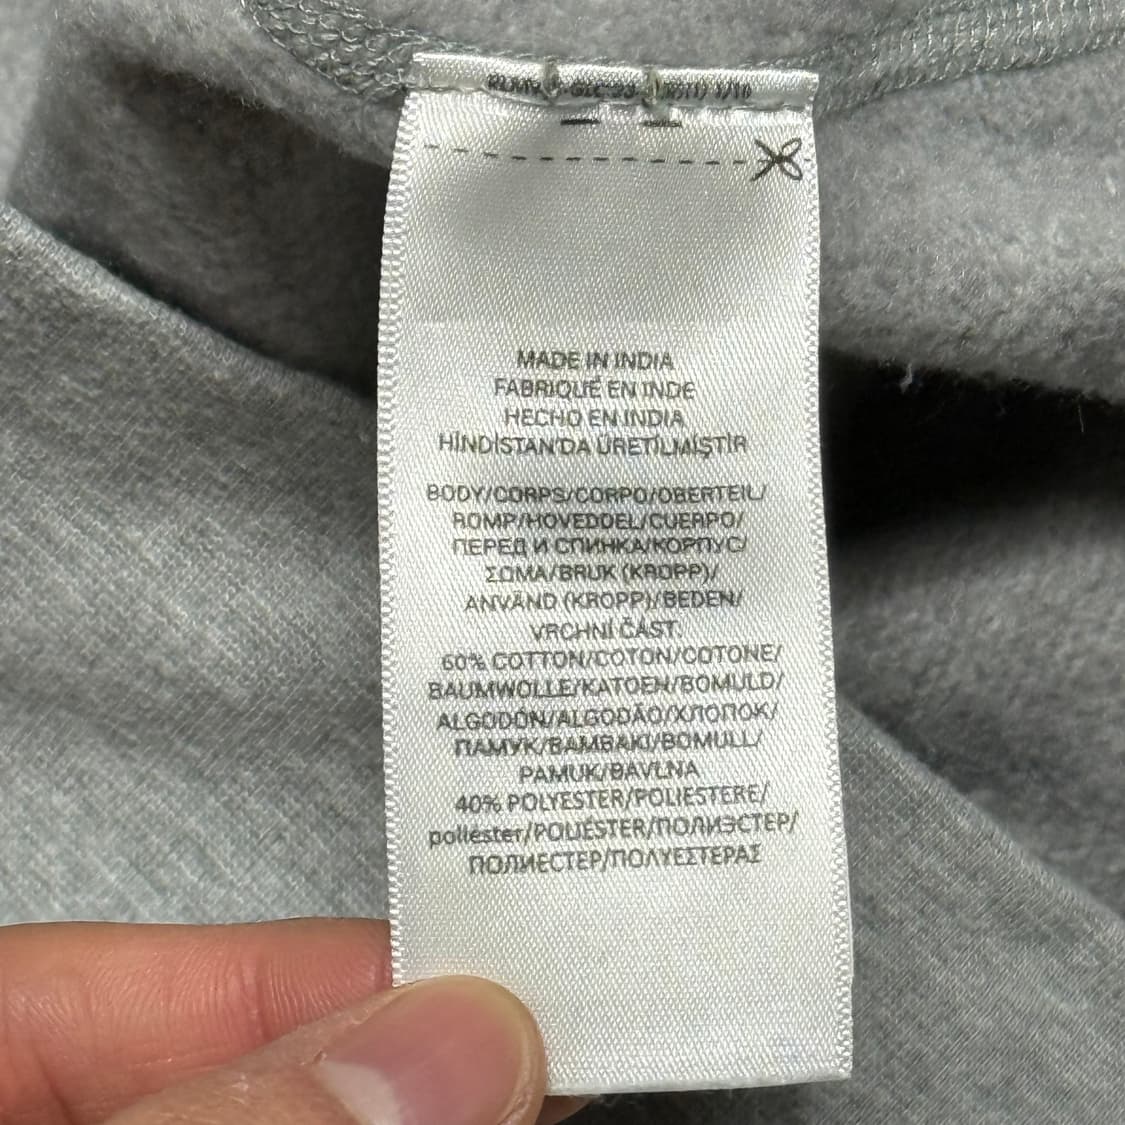 MADE IN INDIA
FABRIQUÉ EN INDE
HECHO EN INDIA
HİNDİSTAN'DA ÜRETİLMİŞTİR
BODY/CORPS/CORPO/OBERTEIL/
ROMP/HOVEDDEL/CUERPO/
ПЕРЕД И СПИНКА/КОРПУС/
ΣΩΜΑ/BRUK (KROPP)/
ANVÄND (KROPP)/BEDEN/
VRCHNÍ ČÁST:
60% COTTON/COTON/COTONE/
BAUMWOLLE/KATOEN/BOMULD/
ALGODÓN/ALGODÃO/ХЛОПОК/
ПАМУК/BAMBAKI/BOMULL/
PAMUK/BAVLNA
40% POLYESTER/POLIESTERE/
poliéster/POLIÉSTER/ПОЛИЭСТЕР/
ПОЛИЕСТЕР/ΠΟΛΥΕΣΤΕΡΑΣ